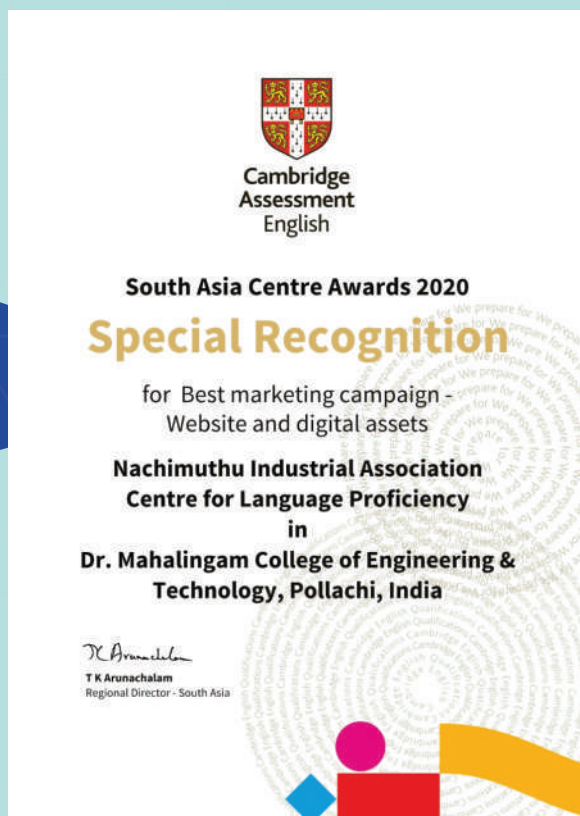 Cambridge
Assessment
English
South Asia Centre Awards 2020
Special Recognition
for Best marketing campaign -
Website and digital assets
Nachimuthu Industrial Association
Centre for Language Proficiency
in
Dr. Mahalingam College of Engineering &
Technology, Pollachi, India
T K Arunachalam
T K Arunachalam
Regional Director - South Asia